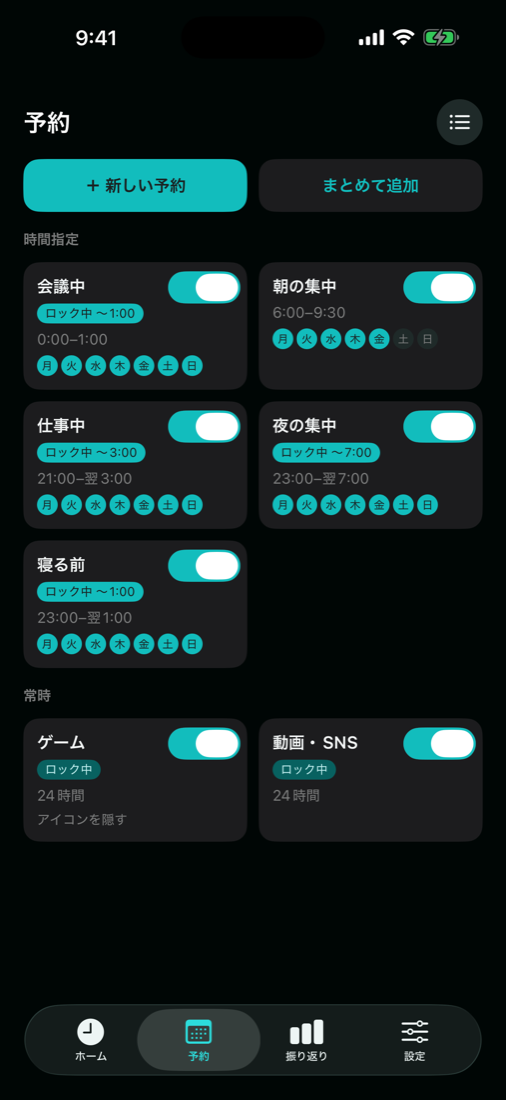 9:41
予約
+ 新しい予約
まとめて追加
時間指定
会議中
ロック中 〜1:00
0:00–1:00
月 火 水 木 金 土 日
朝の集中
6:00–9:30
月 火 水 木 金 土 日
仕事中
ロック中 〜3:00
21:00–翌3:00
月 火 水 木 金 土 日
夜の集中
ロック中 〜7:00
23:00–翌7:00
月 火 水 木 金 土 日
寝る前
ロック中 〜1:00
23:00–翌1:00
月 火 水 木 金 土 日
常時
ゲーム
ロック中
24時間
アイコンを隠す
動画・SNS
ロック中
24時間
ホーム
予約
振り返り
設定